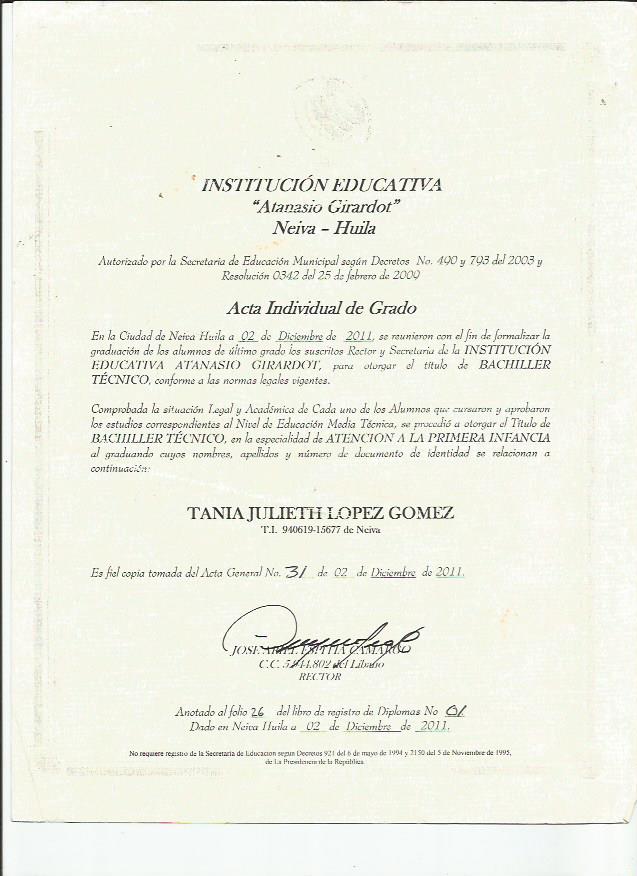 INSTITUCIÓN EDUCATIVA
“Atanasio Girardot”
Neiva – Huila
Autorizado por la Secretaria de Educación Municipal según Decretos No. 490 y 793 del 2003 y
Resolución 0342 del 25 de febrero de 2009
Acta Individual de Grado
En la Ciudad de Neiva Huila a 02 de Diciembre de 2011, se reunieron con el fin de formalizar la
graduación de los alumnos de último grado los suscritos Rector y Secretaria de la INSTITUCIÓN
EDUCATIVA ATANASIO GIRARDOT, para otorgar el título de BACHILLER
TÉCNICO, conforme a las normas legales vigentes.
Comprobada la situación Legal y Académica de Cada uno de los Alumnos que cursaron y aprobaron
los estudios correspondientes al Nivel de Educación Media Técnica, se procedió a otorgar el Título de
BACHILLER TÉCNICO, en la especialidad de ATENCION A LA PRIMERA INFANCIA
al graduando cuyos nombres, apellidos y número de documento de identidad se relacionan a
continuación:
TANIA JULIETH LOPEZ GOMEZ
T.I. 940619-15677 de Neiva
Es fiel copia tomada del Acta General No. 31 de 02 de Diciembre de 2011.
JOSE ARIEL ESPITIA CAMARGO
C.C. 5.944.802 del Líbano
RECTOR
Anotado al folio 26 del libro de registro de Diplomas No 01
Dado en Neiva Huila a 02 de Diciembre de 2011.
No requiere registro de la Secretaria de Educacion segun Decretos 921 del 6 de mayo de 1994 y 2150 del 5 de Noviembre de 1995,
de La Presidencia de la República.